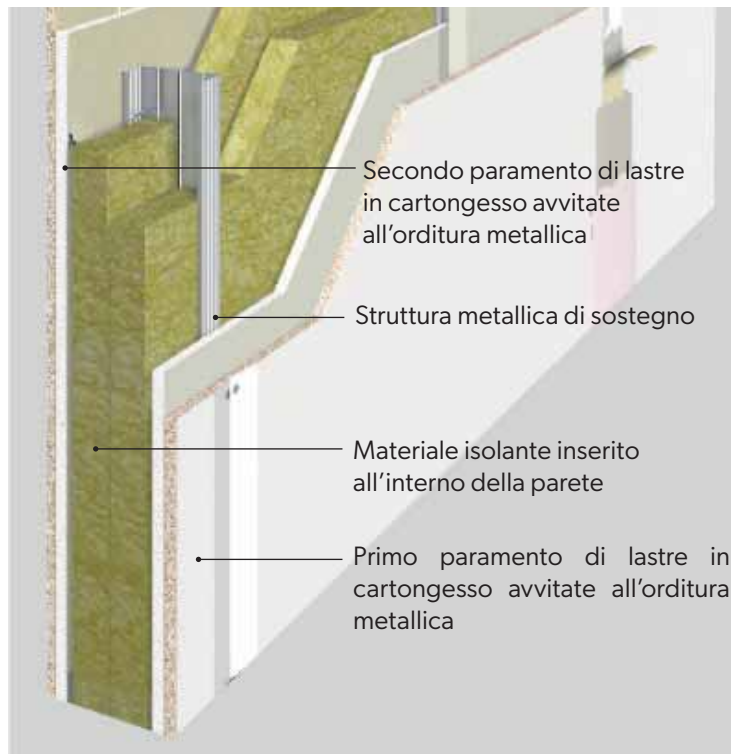 Secondo paramento di lastre
in cartongesso avvitate
all’orditura metallica
Struttura metallica di sostegno
Materiale isolante inserito
all’interno della parete
Primo paramento di lastre in
cartongesso avvitate all’orditura
metallica